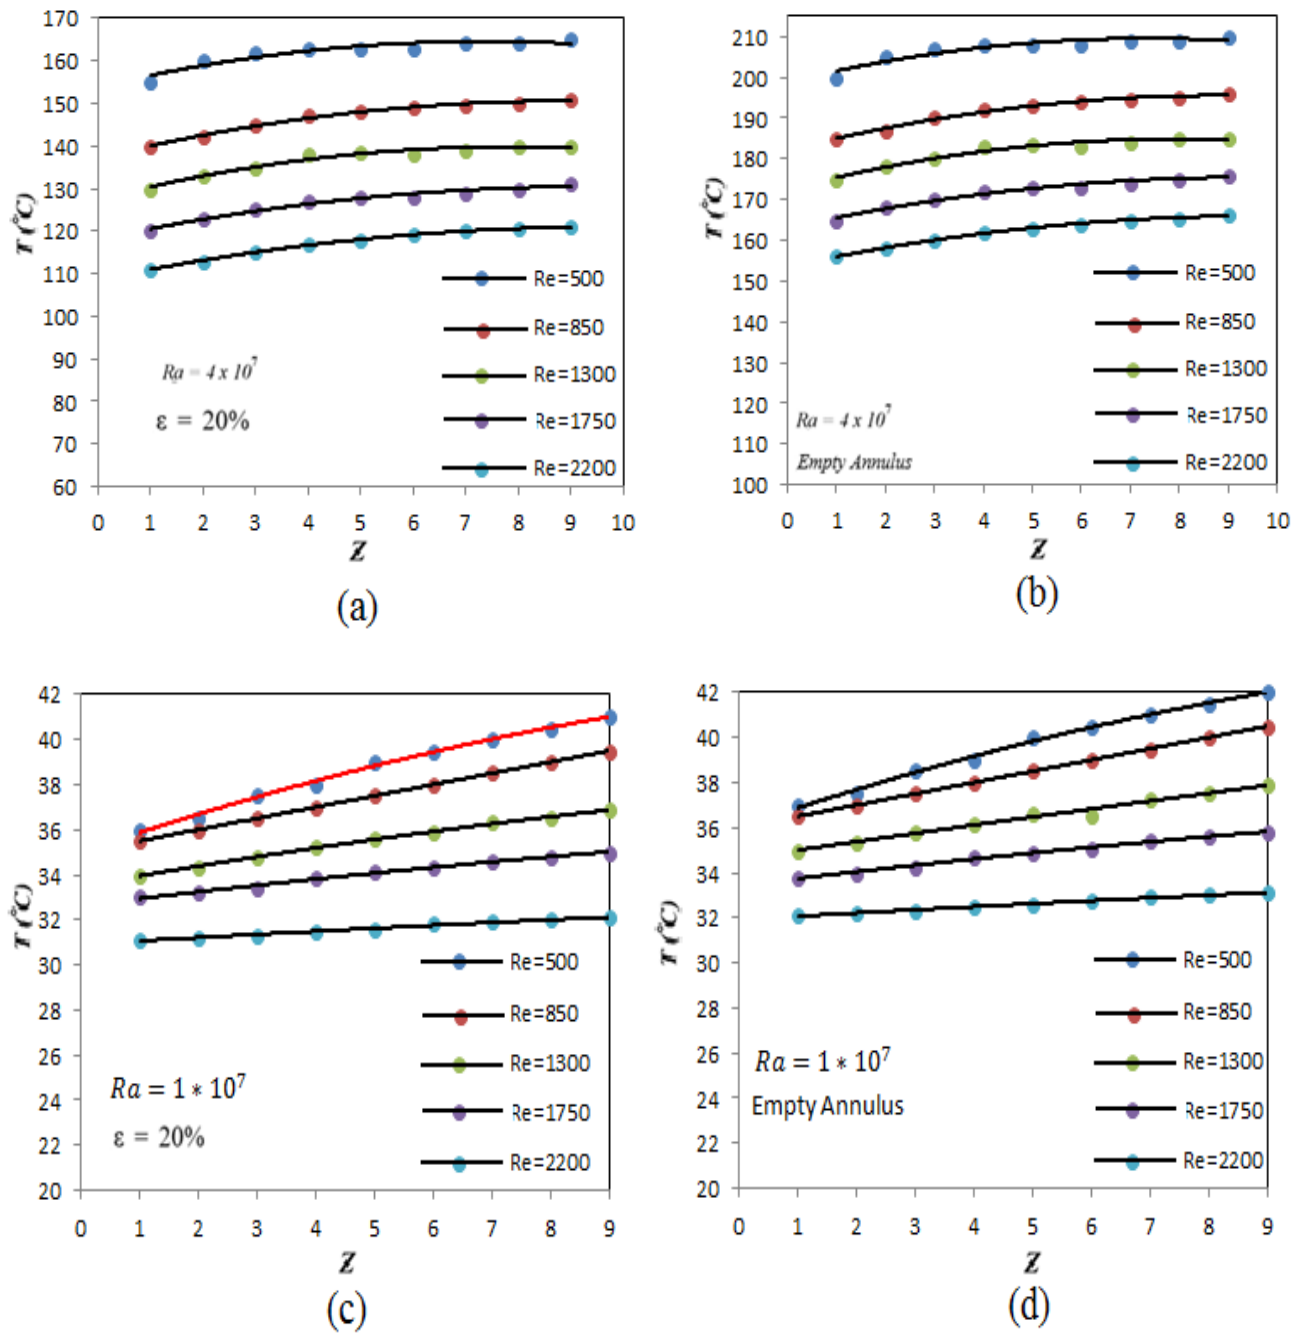 170
160
150
140
130
120
110
100
90
80
70
60
T (°C)
0 1 2 3 4 5 6 7 8 9 10
Z
Re=500
Re=850
Re=1300
Re=1750
Re=2200
Ra = 4 x 10⁷
ε = 20%
(a)
210
200
190
180
170
160
150
140
130
120
110
100
T (°C)
0 1 2 3 4 5 6 7 8 9 10
Z
Re=500
Re=850
Re=1300
Re=1750
Re=2200
Ra = 4 x 10⁷
Empty Annulus
(b)
42
40
38
36
34
32
30
28
26
24
22
20
T (°C)
0 1 2 3 4 5 6 7 8 9
Z
Re=500
Re=850
Re=1300
Re=1750
Re=2200
Ra = 1 * 10⁷
ε = 20%
(c)
42
40
38
36
34
32
30
28
26
24
22
20
T (°C)
0 1 2 3 4 5 6 7 8 9
Z
Re=500
Re=850
Re=1300
Re=1750
Re=2200
Ra = 1 * 10⁷
Empty Annulus
(d)